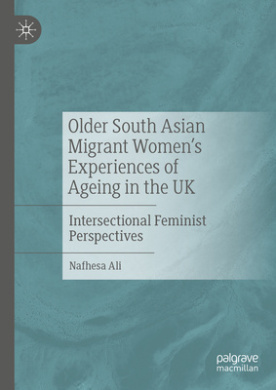 Older South Asian
Migrant Women's
Experiences of
Ageing in the UK
Intersectional Feminist
Perspectives
Nafhesa Ali
palgrave
macmillan